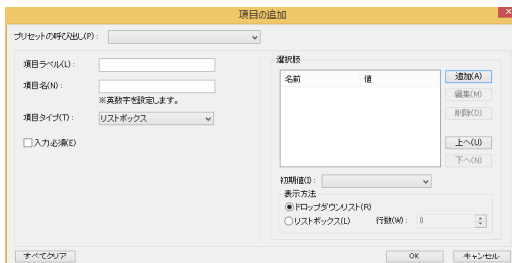 項目の追加
プリセットの呼び出し(P):
項目ラベル(L):
項目名(N):
※英数字を設定します。
項目タイプ(T): リストボックス
入力必須(E)
選択肢
名前 値
追加(A)
編集(M)
削除(D)
上へ(U)
下へ(N)
初期値(I):
表示方法
ドロップダウンリスト(R)
リストボックス(L) 行数(W): 0
すべてクリア OK キャンセル